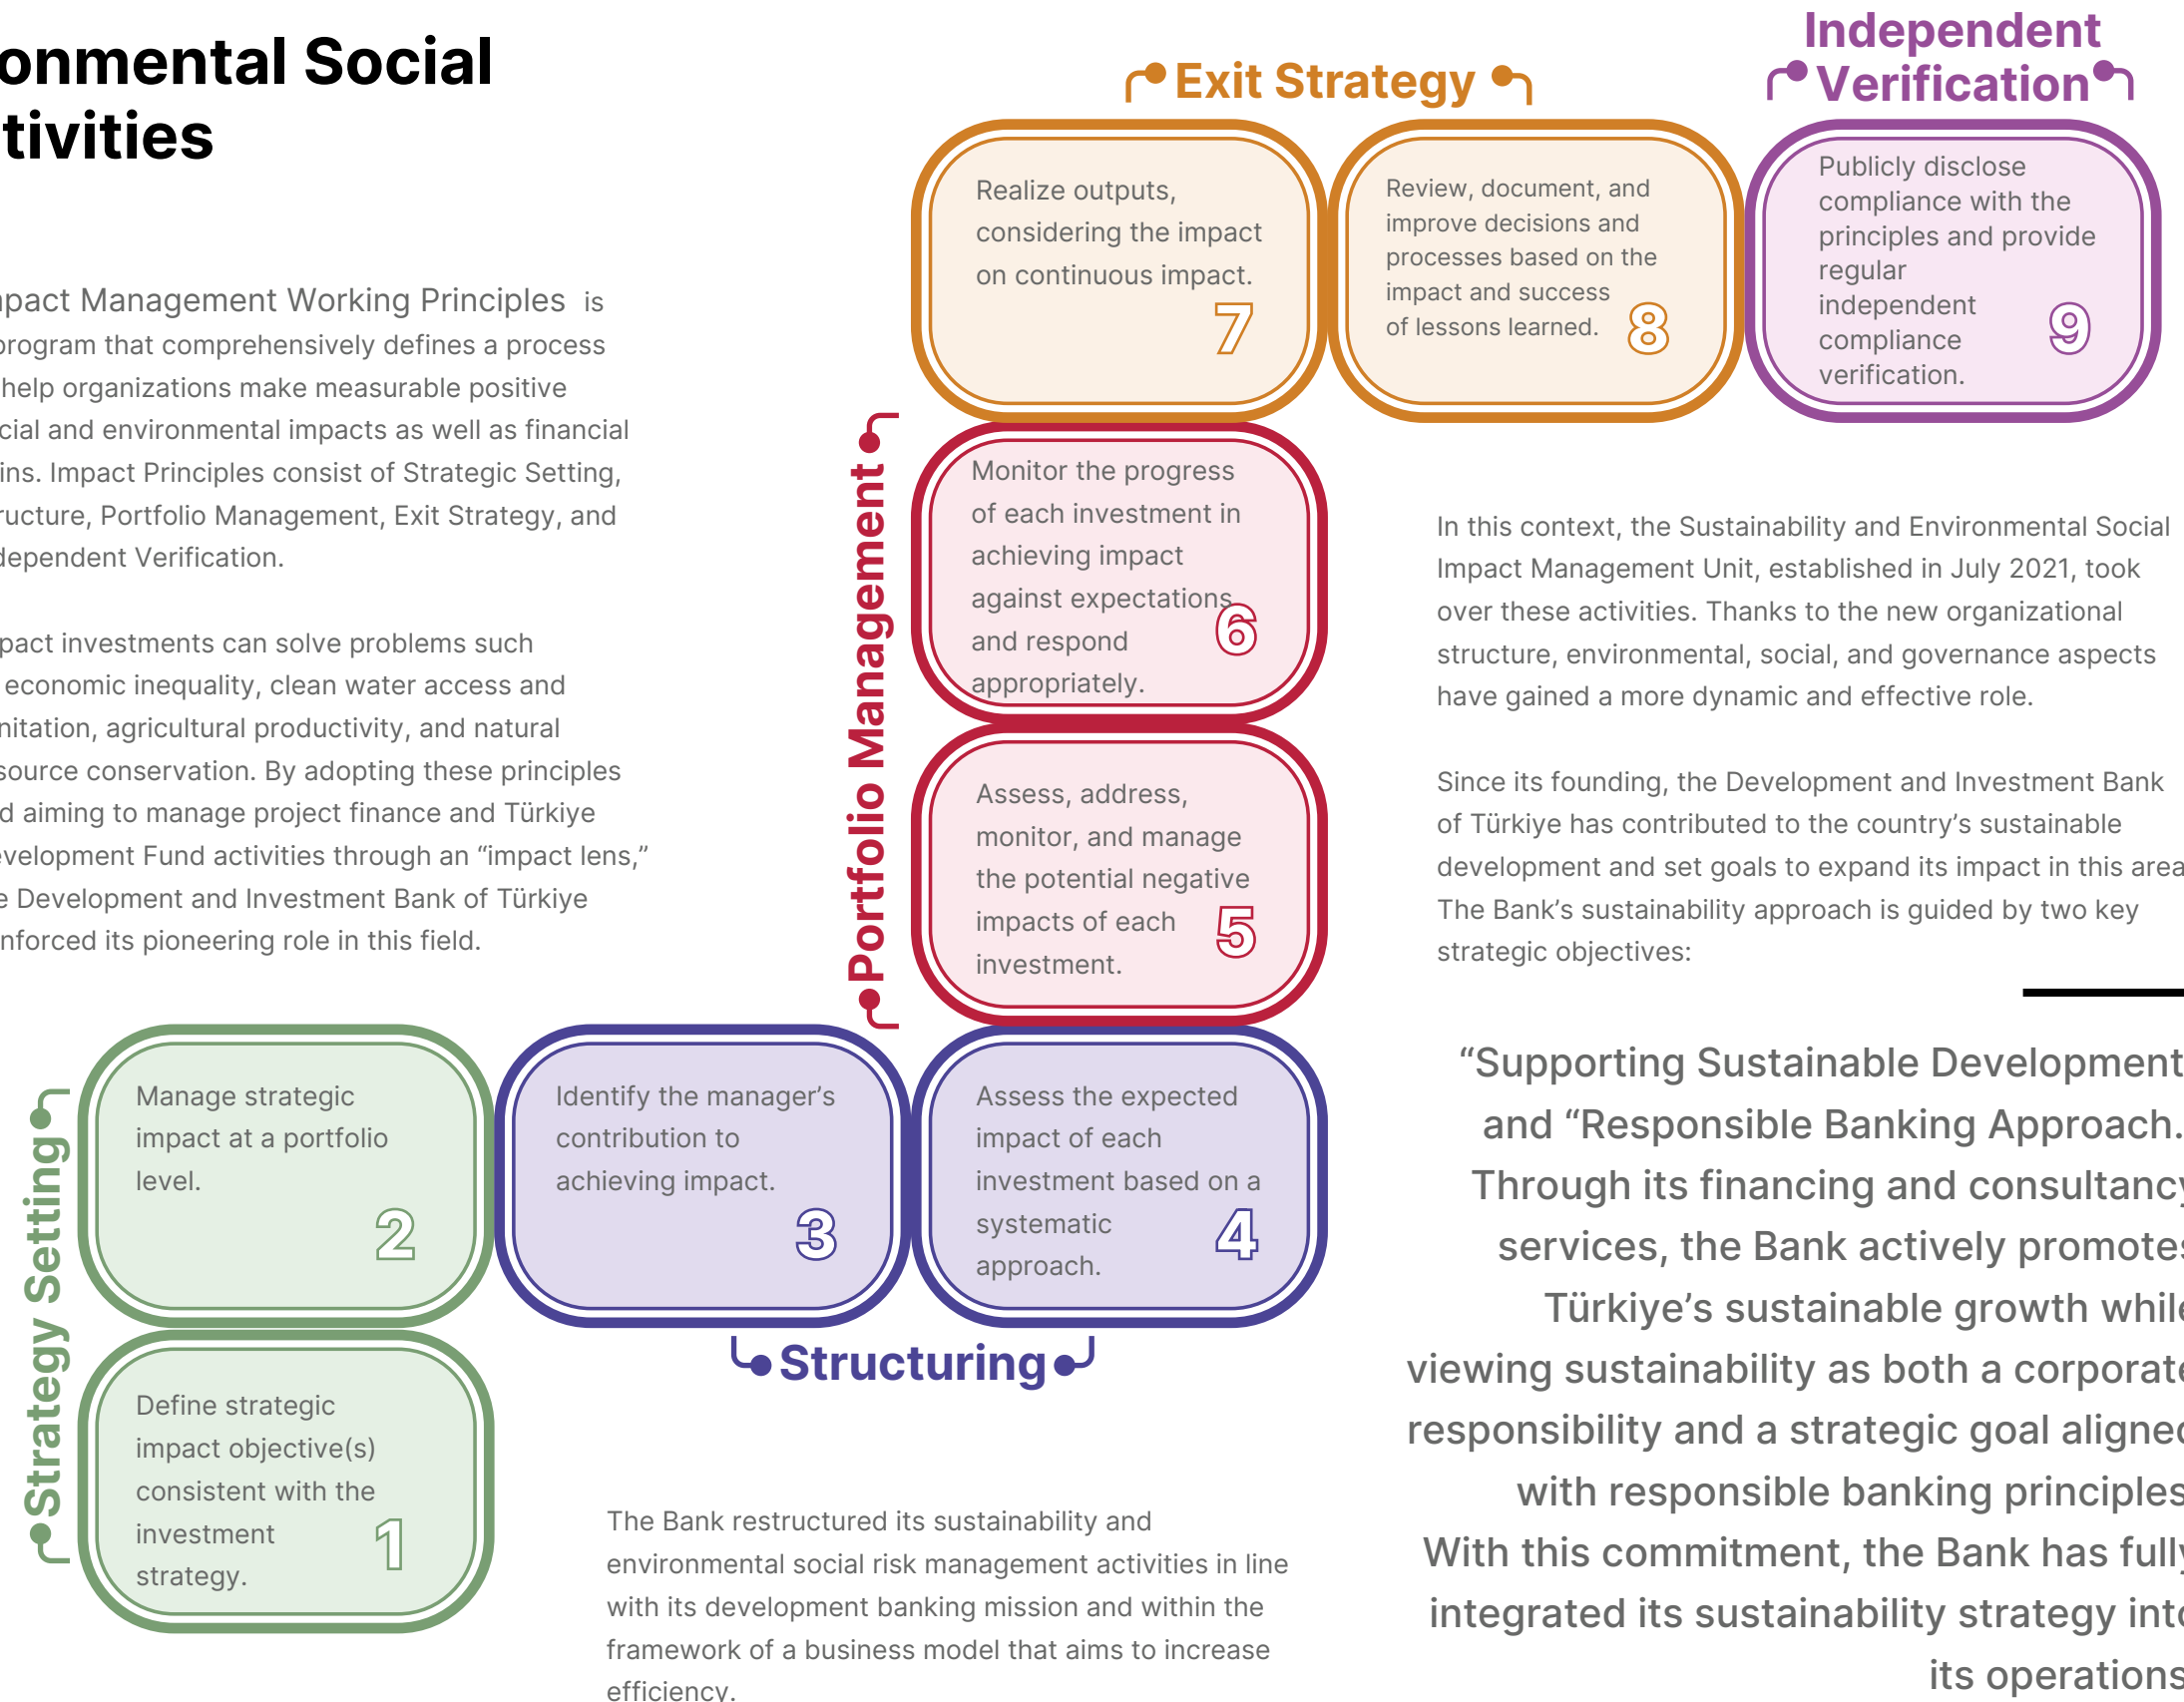 onmental Social
tivities
pact Management Working Principles is
program that comprehensively defines a process
help organizations make measurable positive
cial and environmental impacts as well as financial
ins. Impact Principles consist of Strategic Setting,
ructure, Portfolio Management, Exit Strategy, and
dependent Verification.
pact investments can solve problems such
economic inequality, clean water access and
nitation, agricultural productivity, and natural
source conservation. By adopting these principles
d aiming to manage project finance and Türkiye
evelopment Fund activities through an “impact lens,”
e Development and Investment Bank of Türkiye
nforced its pioneering role in this field.
Strategy Setting
Define strategic
impact objective(s)
consistent with the
investment
strategy.
1
Manage strategic
impact at a portfolio
level.
2
Structuring
Identify the manager’s
contribution to
achieving impact.
3
Assess the expected
impact of each
investment based on a
systematic
approach.
4
Portfolio Management
Assess, address,
monitor, and manage
the potential negative
impacts of each
investment.
5
Monitor the progress
of each investment in
achieving impact
against expectations
and respond
appropriately.
6
Exit Strategy
Realize outputs,
considering the impact
on continuous impact.
7
Review, document, and
improve decisions and
processes based on the
impact and success
of lessons learned.
8
Independent
Verification
Publicly disclose
compliance with the
principles and provide
regular
independent
compliance
verification.
9
The Bank restructured its sustainability and
environmental social risk management activities in line
with its development banking mission and within the
framework of a business model that aims to increase
efficiency.
In this context, the Sustainability and Environmental Social
Impact Management Unit, established in July 2021, took
over these activities. Thanks to the new organizational
structure, environmental, social, and governance aspects
have gained a more dynamic and effective role.
Since its founding, the Development and Investment Bank
of Türkiye has contributed to the country’s sustainable
development and set goals to expand its impact in this area
The Bank’s sustainability approach is guided by two key
strategic objectives:
“Supporting Sustainable Development
and “Responsible Banking Approach.
Through its financing and consultancy
services, the Bank actively promotes
Türkiye’s sustainable growth while
viewing sustainability as both a corporate
responsibility and a strategic goal aligned
with responsible banking principles
With this commitment, the Bank has fully
integrated its sustainability strategy into
its operations